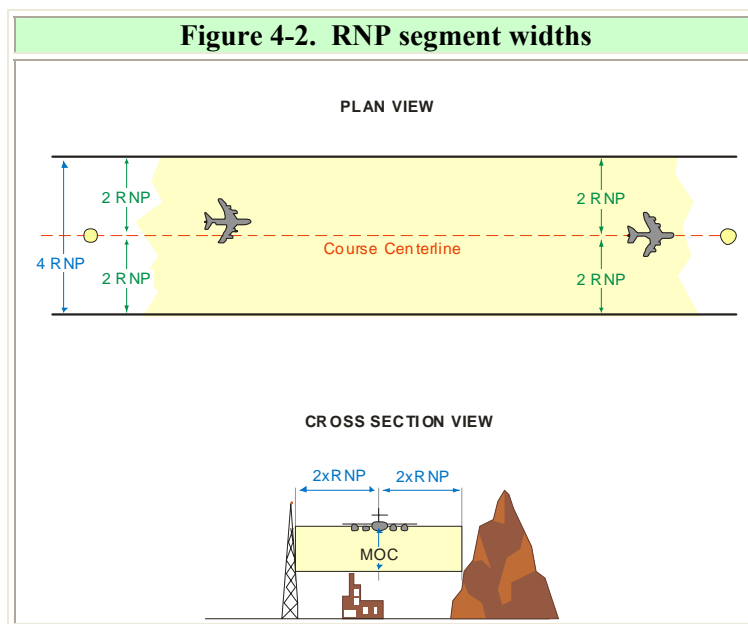 Figure 4-2. RNP segment widths
PLAN VIEW
2 RNP
2 RNP
Course Centerline
4 RNP
2 RNP
2 RNP
CROSS SECTION VIEW
2xRNP
2xRNP
MOC